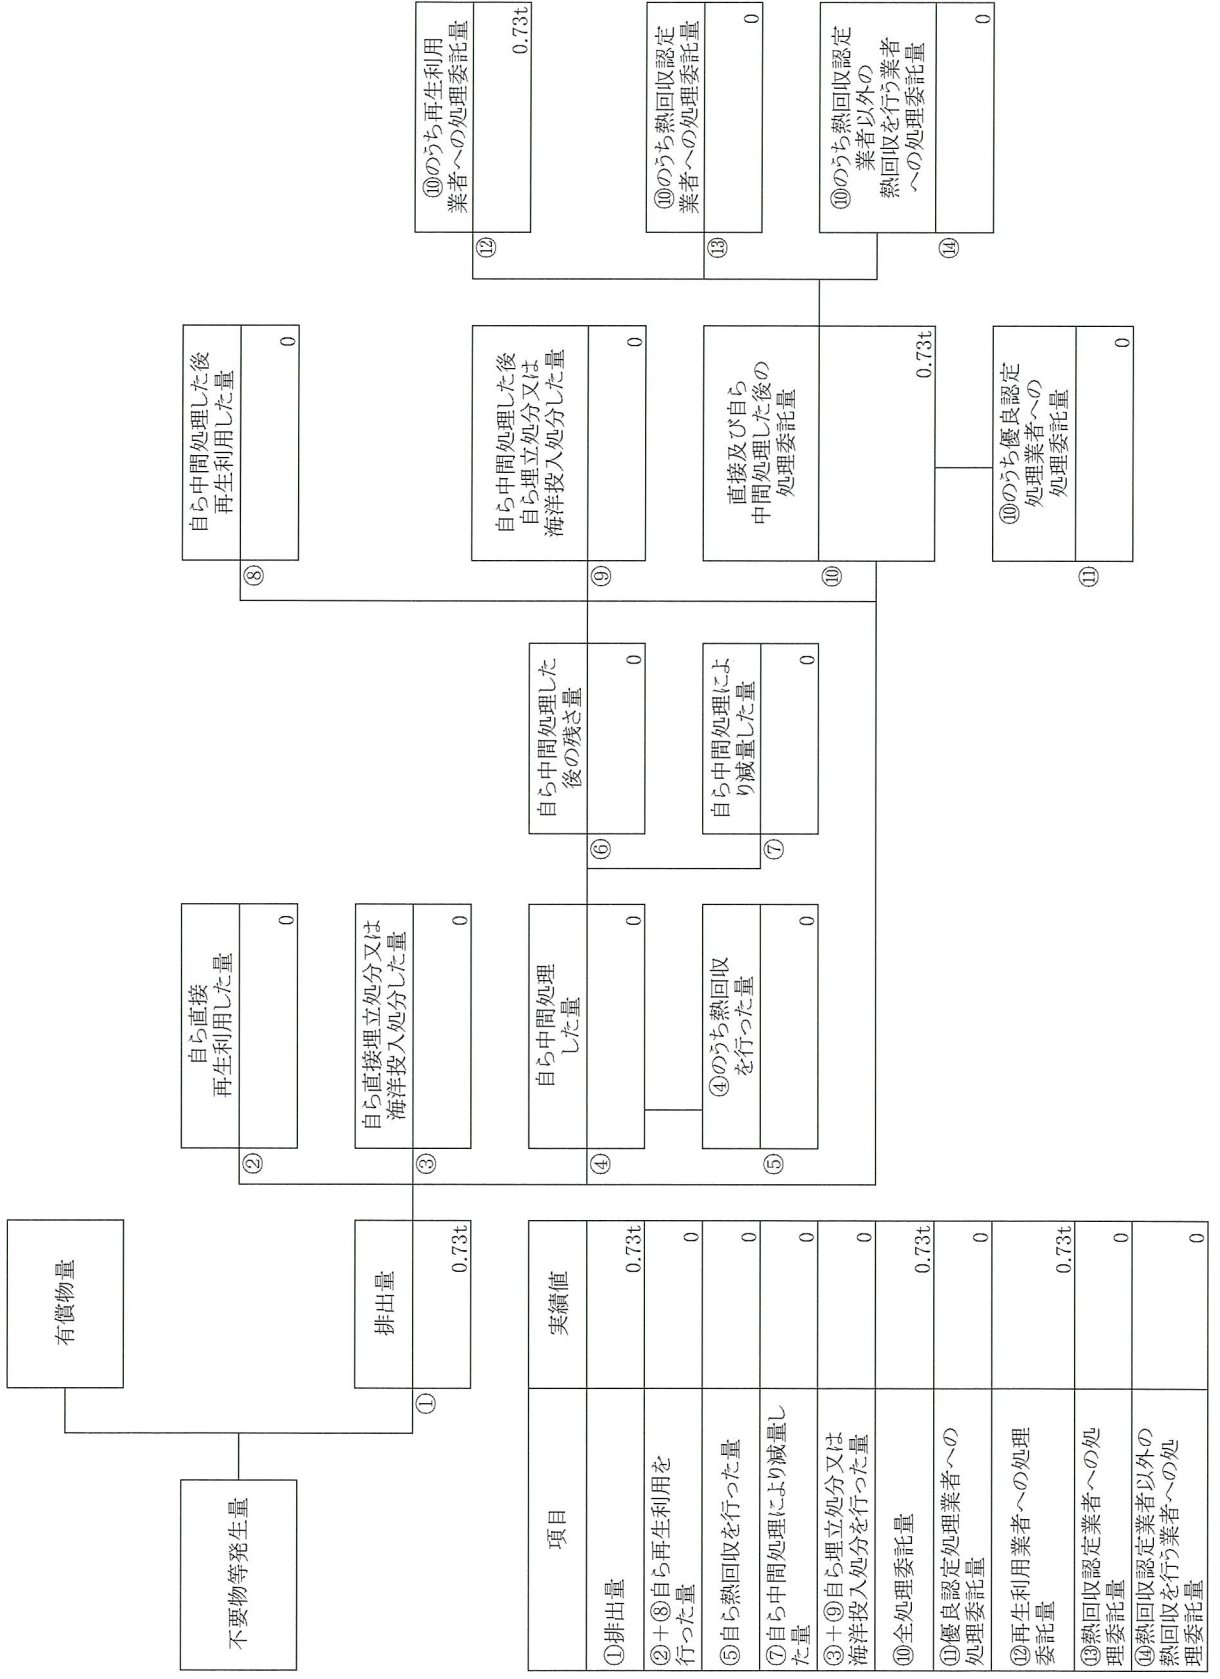 不要物等発生量
有償物量
排出量
0.73t
①
自ら直接
再生利用した量
0
②
自ら直接埋立処分又は
海洋投入処分した量
0
③
自ら中間処理
した量
0
④
④のうち熱回収
を行った量
0
⑤
自ら中間処理した
後の残さ量
0
⑥
自ら中間処理によ
り減量した量
0
⑦
自ら中間処理した後
再生利用した量
0
⑧
自ら中間処理した後
自ら埋立処分又は
海洋投入処分した量
0
⑨
直接及び自ら
中間処理した後の
処理委託量
0.73t
⑩
⑩のうち優良認定
処理業者への
処理委託量
0
⑪
⑩のうち再生利用
業者への処理委託量
0.73t
⑫
⑩のうち熱回収認定
業者への処理委託量
0
⑬
⑩のうち熱回収認定
業者以外の
熱回収を行う業者
への処理委託量
0
⑭
項目 実績値
①排出量 0.73t
②+⑧自ら再生利用を
行った量 0
⑤自ら熱回収を行った量 0
⑦自ら中間処理により減量し
た量 0
③+⑨自ら埋立処分又は
海洋投入処分を行った量 0
⑩全処理委託量 0.73t
⑪優良認定処理業者への
処理委託量 0
⑫再生利用業者への処理
委託量 0.73t
⑬熱回収認定業者への処
理委託量 0
⑭熱回収認定業者以外の
熱回収を行う業者への処
理委託量 0